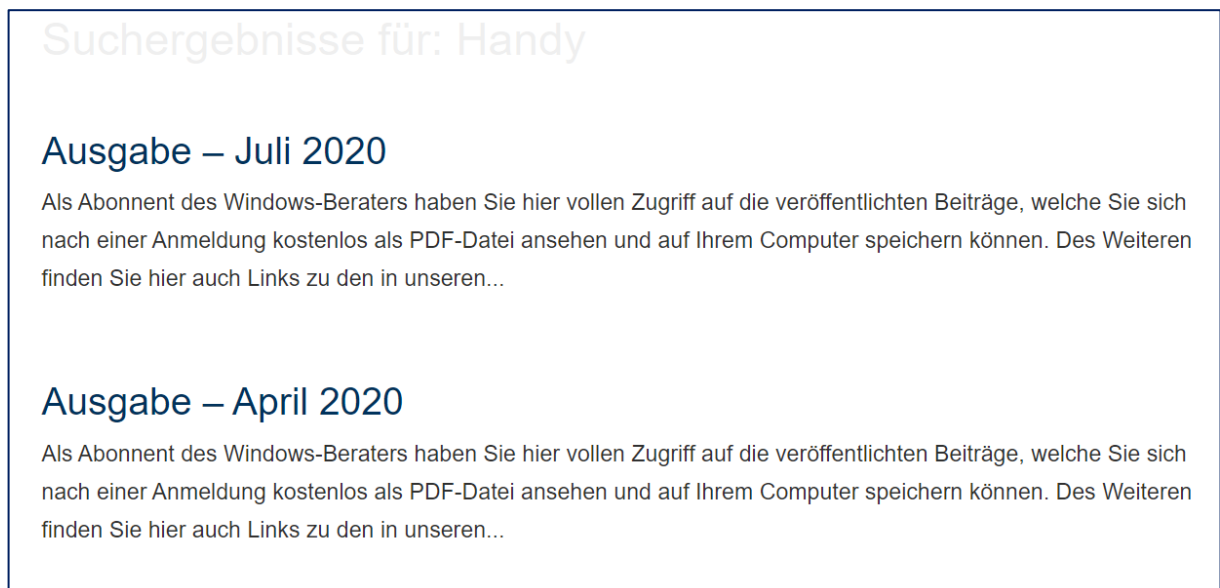 Suchergebnisse für: Handy
Ausgabe – Juli 2020
Als Abonnent des Windows-Beraters haben Sie hier vollen Zugriff auf die veröffentlichten Beiträge, welche Sie sich
nach einer Anmeldung kostenlos als PDF-Datei ansehen und auf Ihrem Computer speichern können. Des Weiteren
finden Sie hier auch Links zu den in unseren...
Ausgabe – April 2020
Als Abonnent des Windows-Beraters haben Sie hier vollen Zugriff auf die veröffentlichten Beiträge, welche Sie sich
nach einer Anmeldung kostenlos als PDF-Datei ansehen und auf Ihrem Computer speichern können. Des Weiteren
finden Sie hier auch Links zu den in unseren...